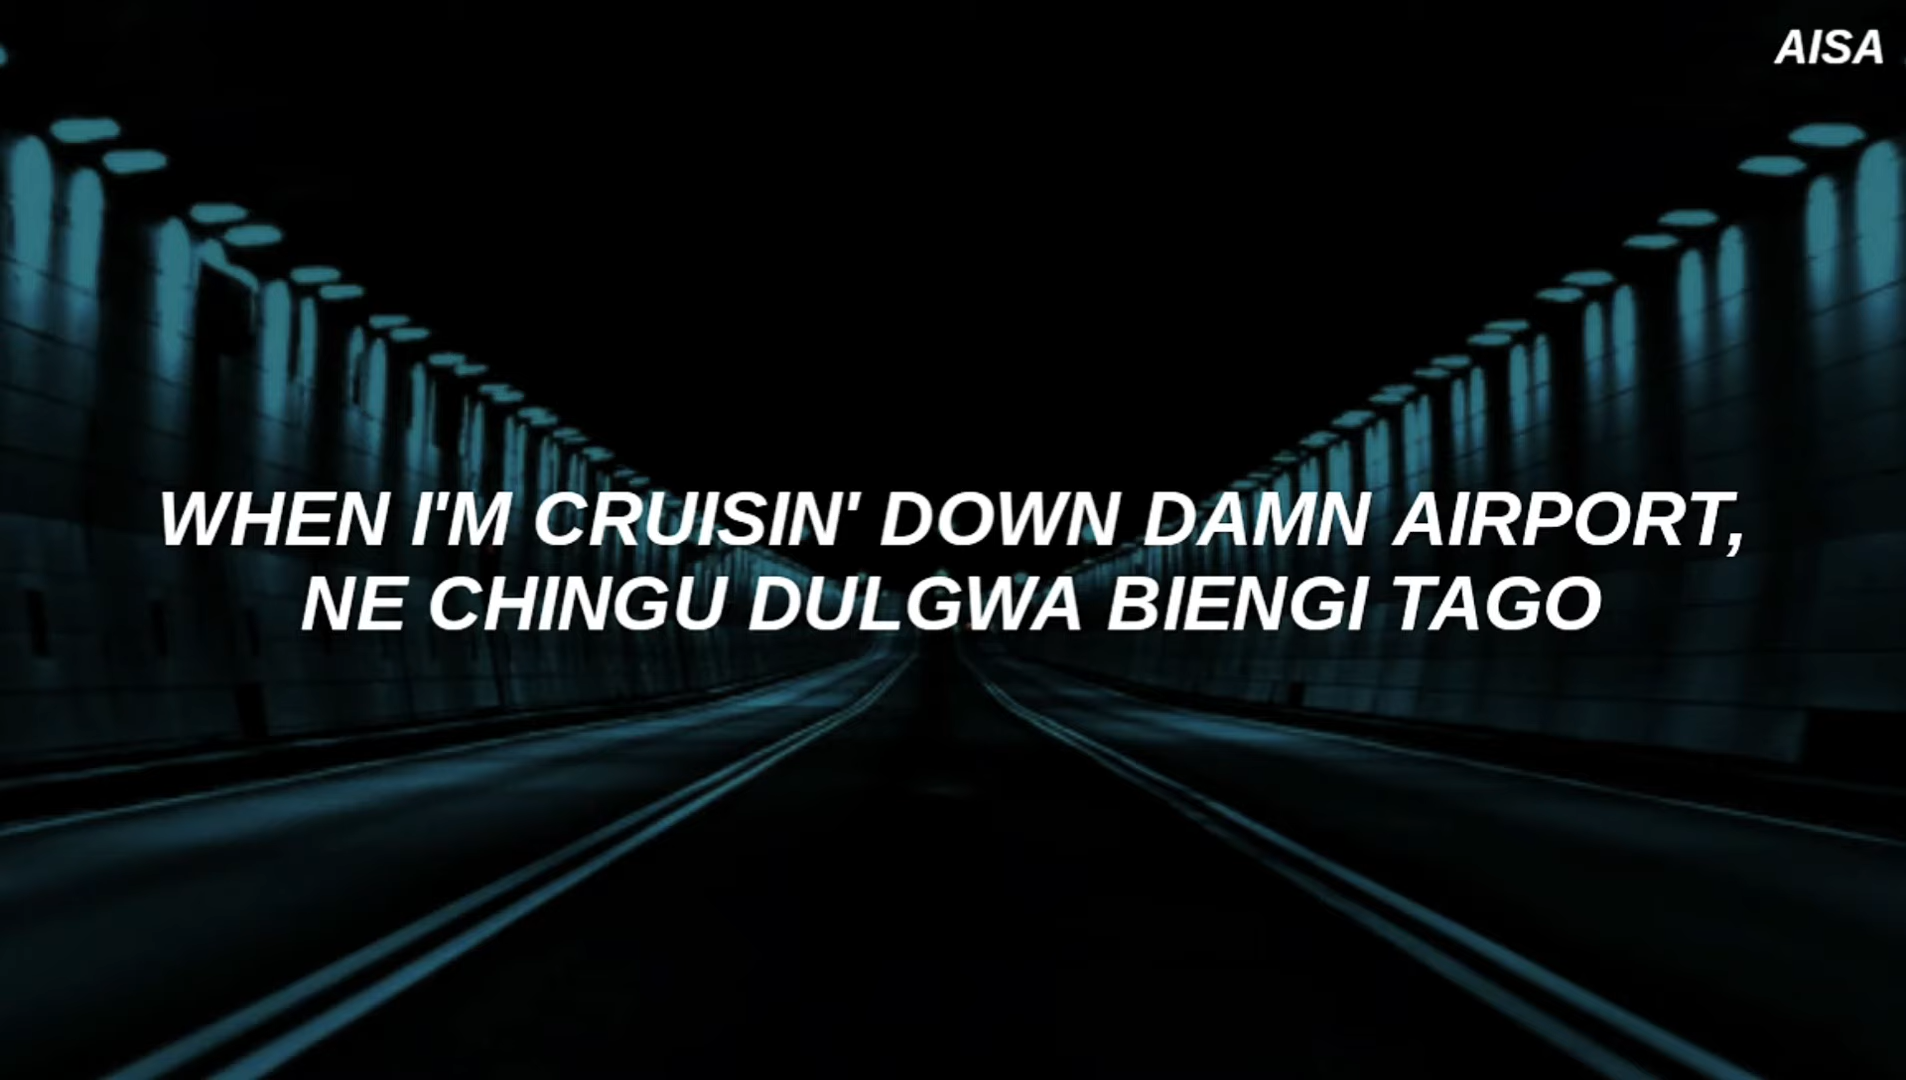 AISA
WHEN I'M CRUISIN' DOWN DAMN AIRPORT,
NE CHINGU DULGWA BIENGI TAGO